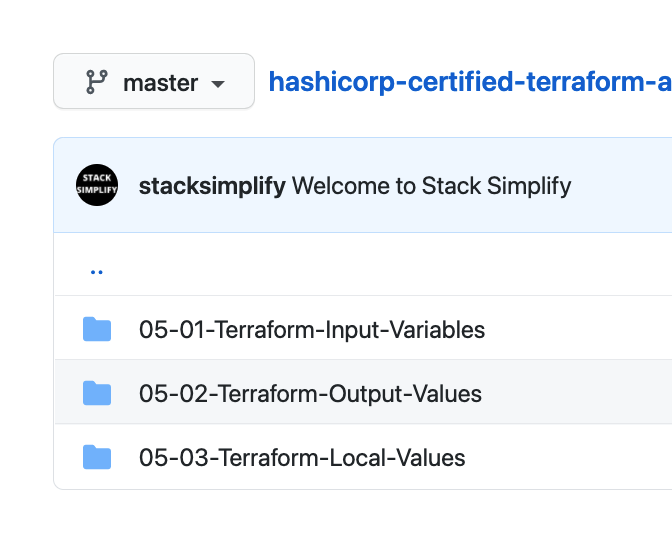 master hashicorp-certified-terraform-a
STACK
SIMPLIFY
stacksimplify Welcome to Stack Simplify
..
05-01-Terraform-Input-Variables
05-02-Terraform-Output-Values
05-03-Terraform-Local-Values